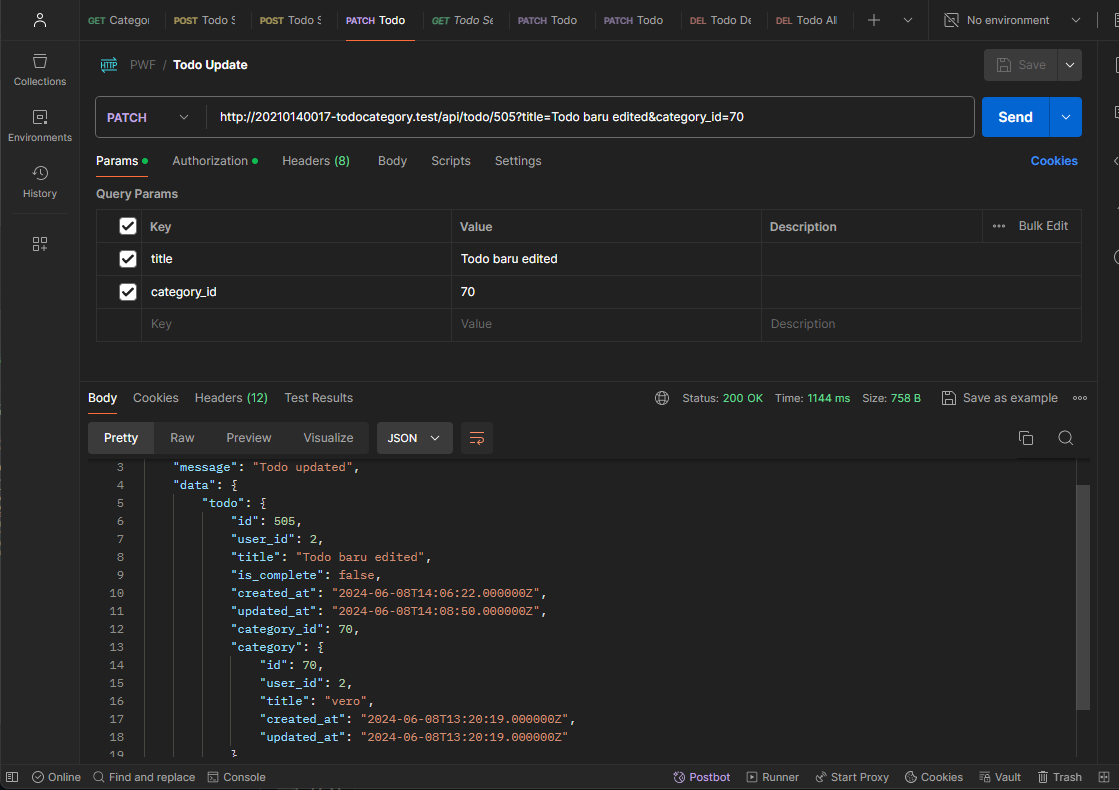 GET Categor
POST Todo S
POST Todo S
PATCH Todo
GET Todo Se
PATCH Todo
PATCH Todo
DEL Todo De
DEL Todo Al
No environment
Collections
Environments
History
HTTP PWF / Todo Update
Save
PATCH
http://20210140017-todocategory.test/api/todo/505?title=Todo baru edited&category_id=70
Send
Params Authorization Headers (8) Body Scripts Settings Cookies
Query Params
Key Value Description Bulk Edit
title Todo baru edited
category_id 70
Key Value Description
Body Cookies Headers (12) Test Results Status: 200 OK Time: 1144 ms Size: 758 B Save as example
Pretty Raw Preview Visualize JSON
3 "message": "Todo updated",
4 "data": {
5 "todo": {
6 "id": 505,
7 "user_id": 2,
8 "title": "Todo baru edited",
9 "is_complete": false,
10 "created_at": "2024-06-08T14:06:22.000000Z",
11 "updated_at": "2024-06-08T14:08:50.000000Z",
12 "category_id": 70,
13 "category": {
14 "id": 70,
15 "user_id": 2,
16 "title": "vero",
17 "created_at": "2024-06-08T13:20:19.000000Z",
18 "updated_at": "2024-06-08T13:20:19.000000Z"
19 }
Online Find and replace Console Postbot Runner Start Proxy Cookies Vault Trash